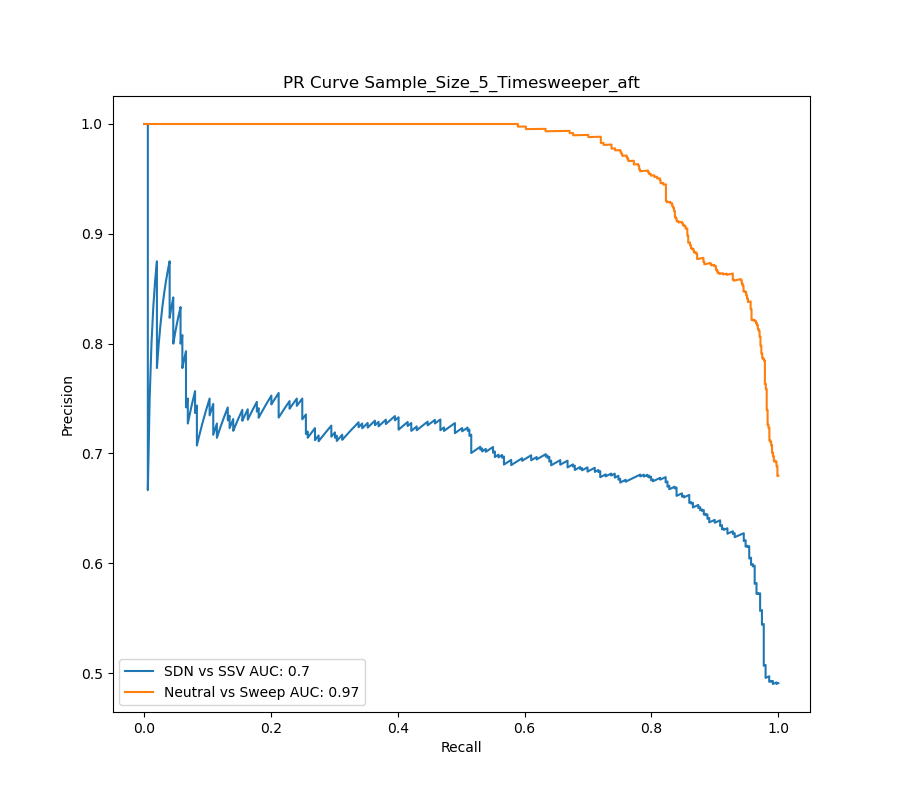 PR Curve Sample_Size_5_Timesweeper_aft
1.0
0.9
0.8
0.7
0.6
0.5
Precision
SDN vs SSV AUC: 0.7
Neutral vs Sweep AUC: 0.97
0.0 0.2 0.4 0.6 0.8 1.0
Recall